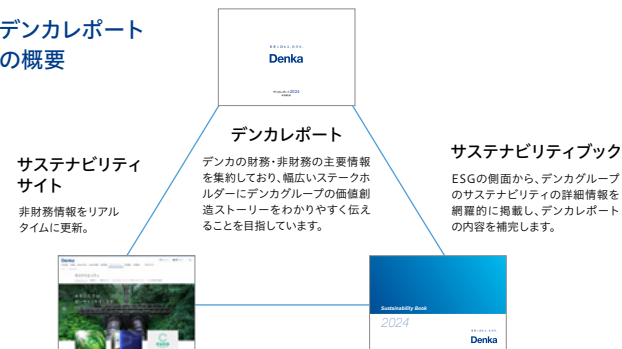 デンカレポート
の概要
Denka
デンカレポート
デンカの財務・非財務の主要情報
を集約しており、幅広いステークホ
ルダーにデンカグループの価値創
造ストーリーをわかりやすく伝え
ることを目指しています。
サステナビリティ
サイト
非財務情報をリアル
タイムに更新。
サステナビリティブック
ESGの側面から、デンカグループ
のサステナビリティの詳細情報を
網羅的に掲載し、デンカレポート
の内容を補完します。
Denka
Sustainability Book
2024
Denka